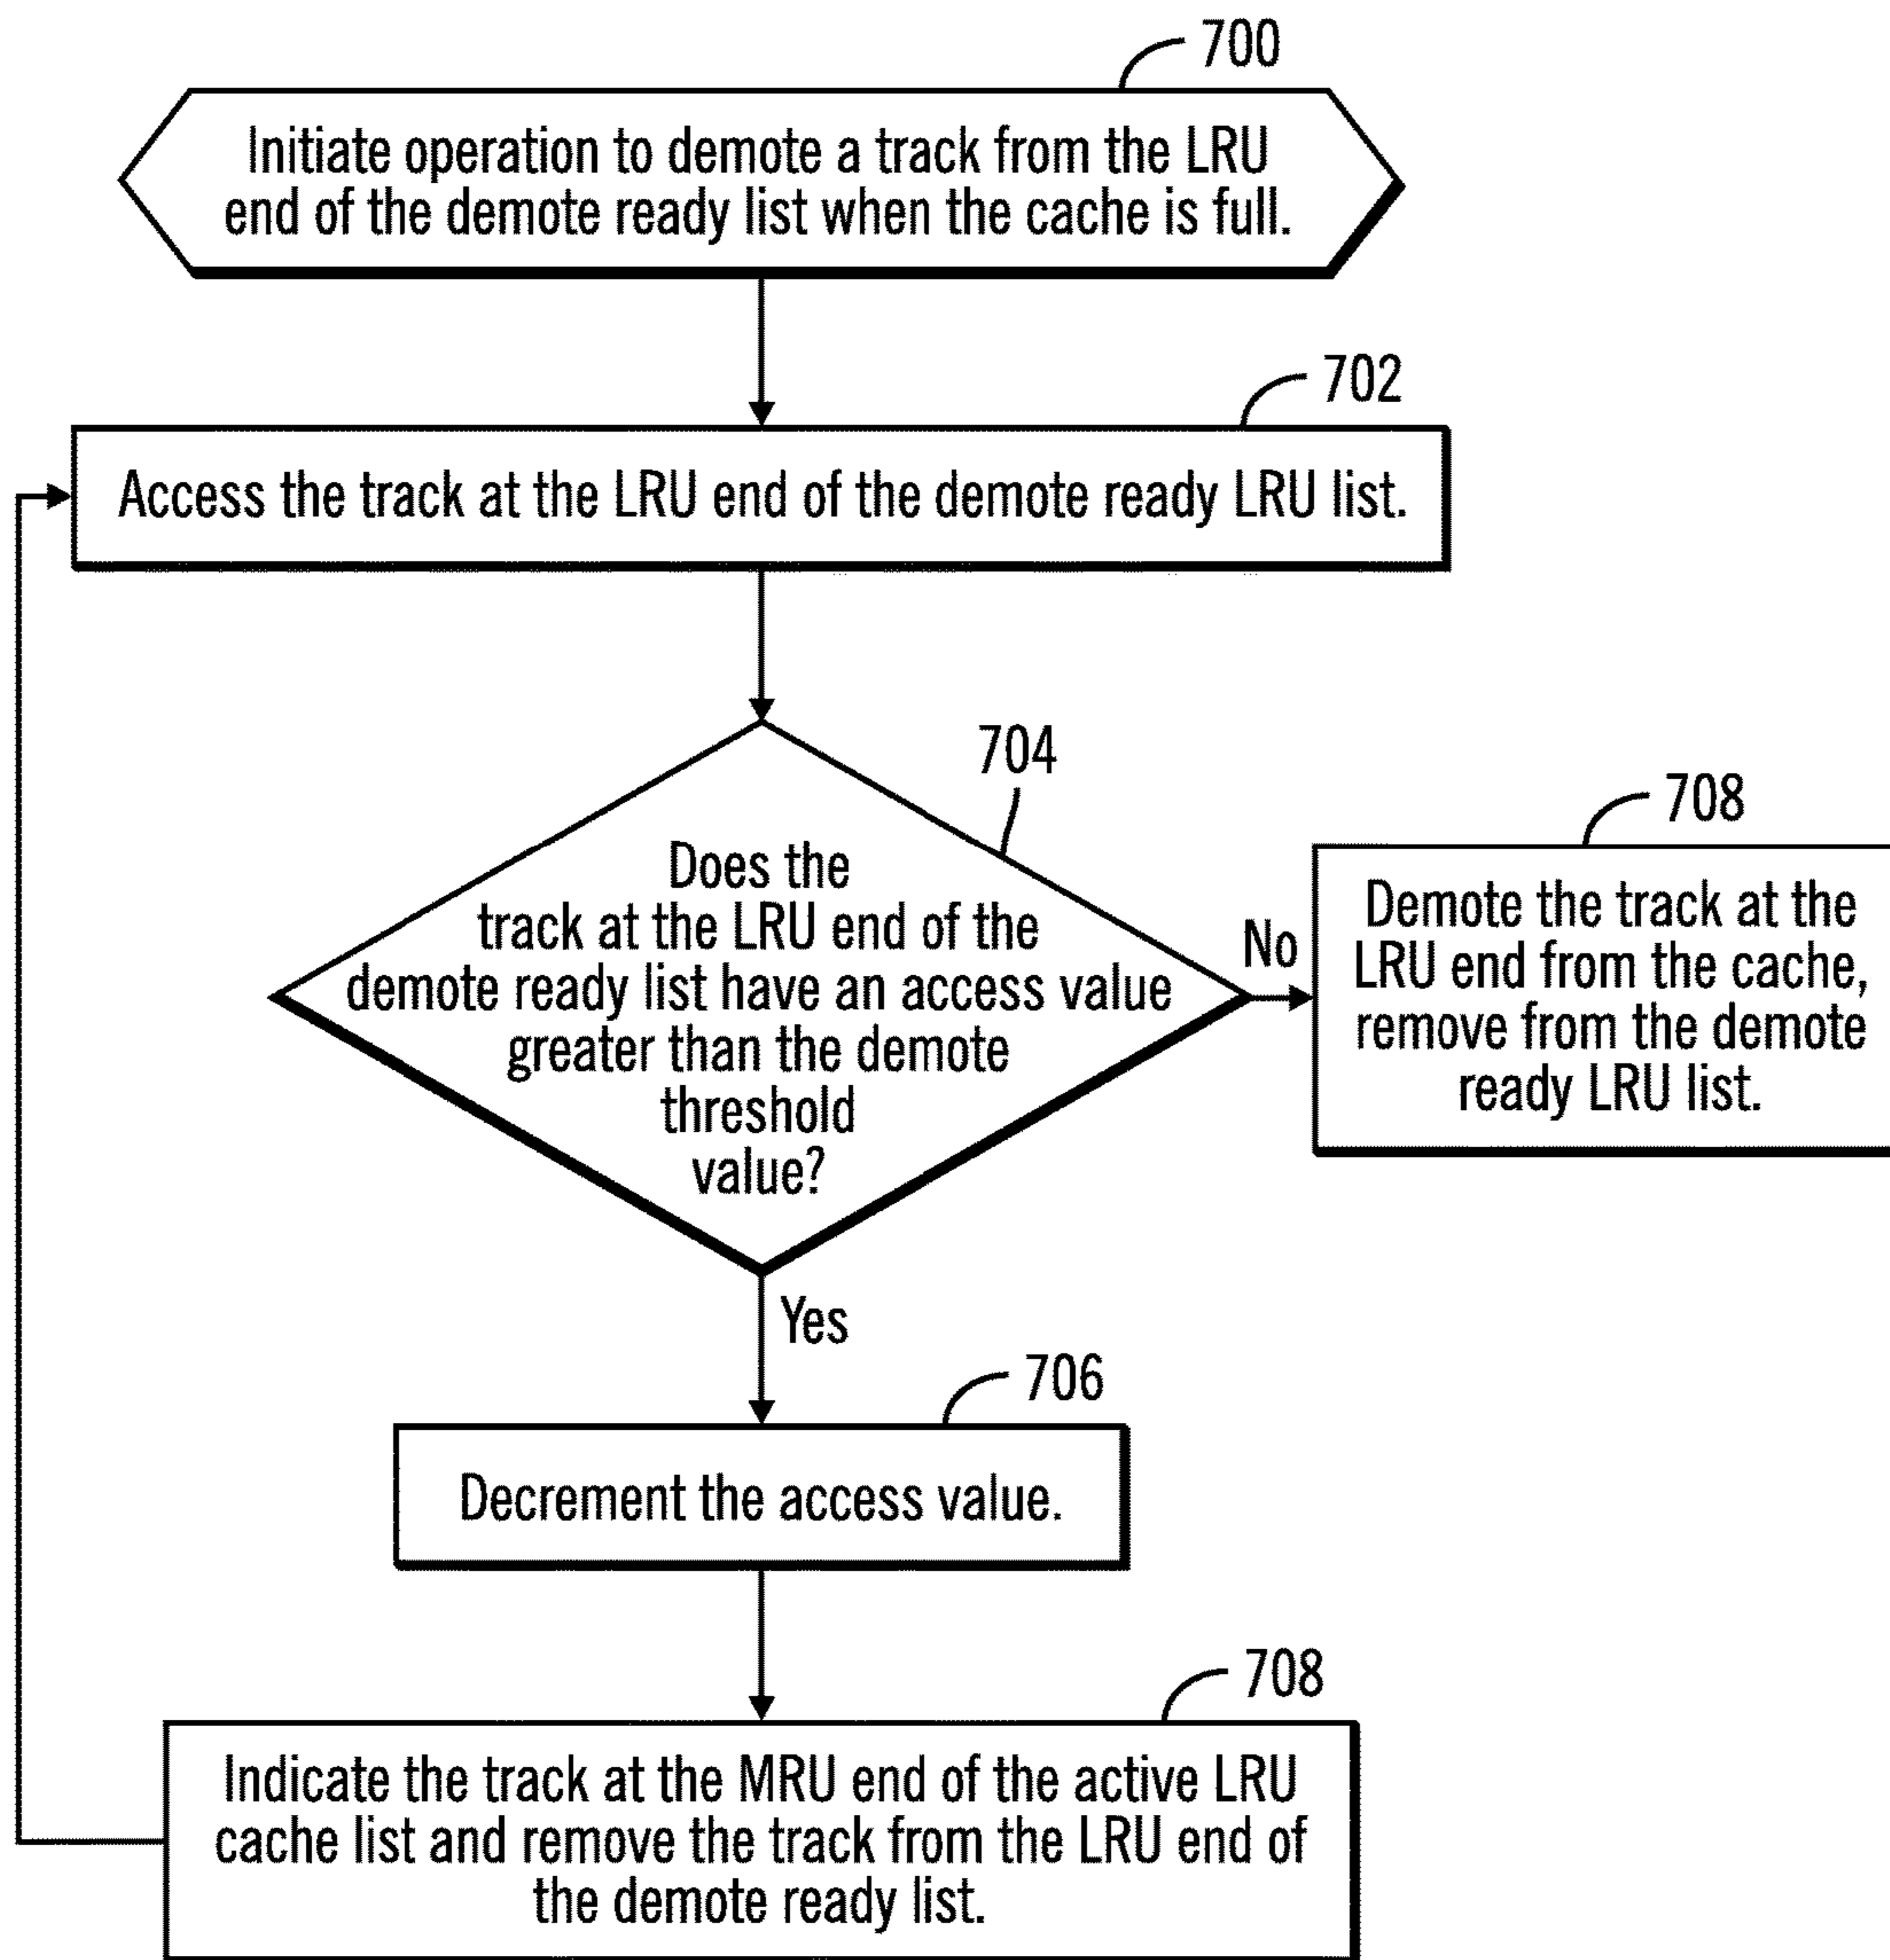 700
Initiate operation to demote a track from the LRU
end of the demote ready list when the cache is full.
702
Access the track at the LRU end of the demote ready LRU list.
704
Does the
track at the LRU end of the
demote ready list have an access value
greater than the demote
threshold
value?
No
708
Demote the track at the
LRU end from the cache,
remove from the demote
ready LRU list.
Yes
706
Decrement the access value.
708
Indicate the track at the MRU end of the active LRU
cache list and remove the track from the LRU end of
the demote ready list.